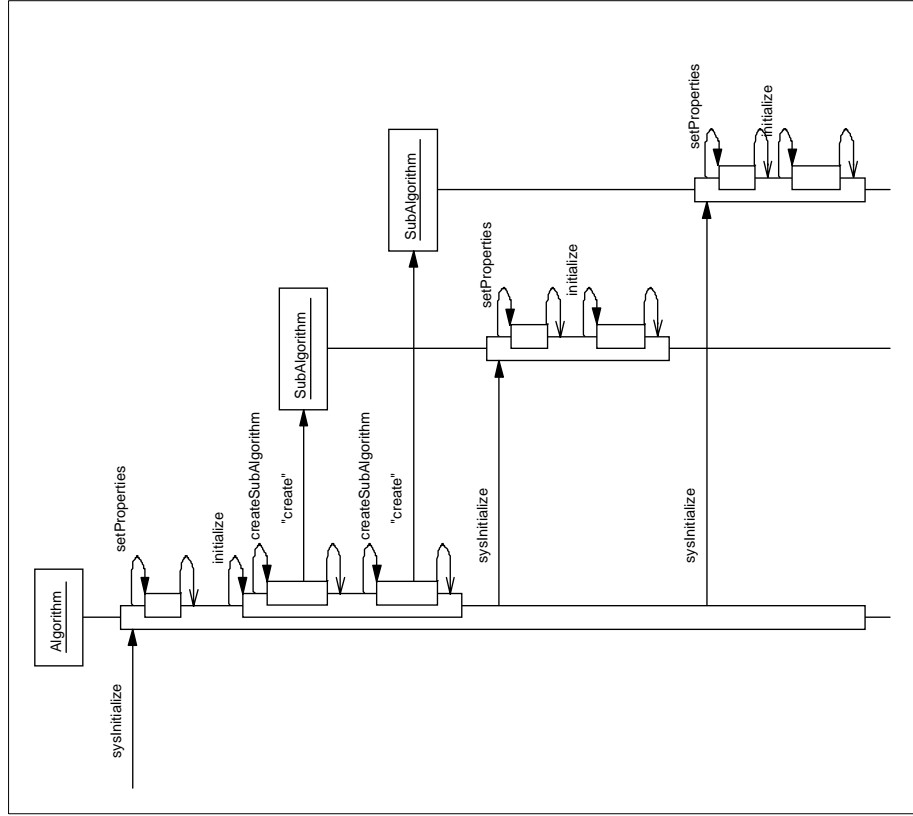 Algorithm
sysInitialize
setProperties
initialize
createSubAlgorithm
"create"
SubAlgorithm
createSubAlgorithm
"create"
SubAlgorithm
sysInitialize
setProperties
initialize
sysInitialize
setProperties
initialize